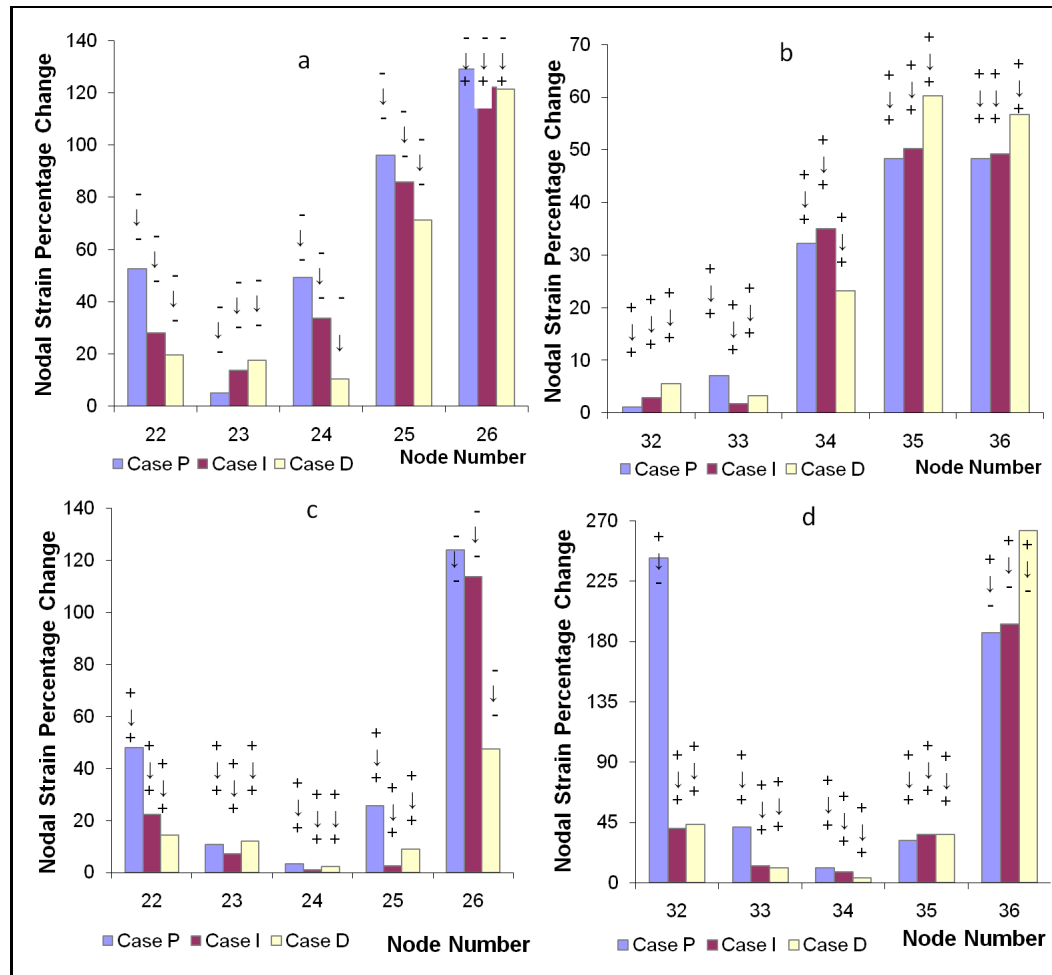 a
Nodal Strain Percentage Change
140
120
100
80
60
40
20
0
22 23 24 25 26
Node Number
Case P Case I Case D
b
Nodal Strain Percentage Change
70
60
50
40
30
20
10
0
32 33 34 35 36
Node Number
Case P Case I Case D
c
Nodal Strain Percentage Change
140
120
100
80
60
40
20
0
22 23 24 25 26
Case P Case I Case D
Node Number
d
Nodal Strain Percentage Change
270
225
180
135
90
45
0
32 33 34 35 36
Case P Case I Case D
Node Number